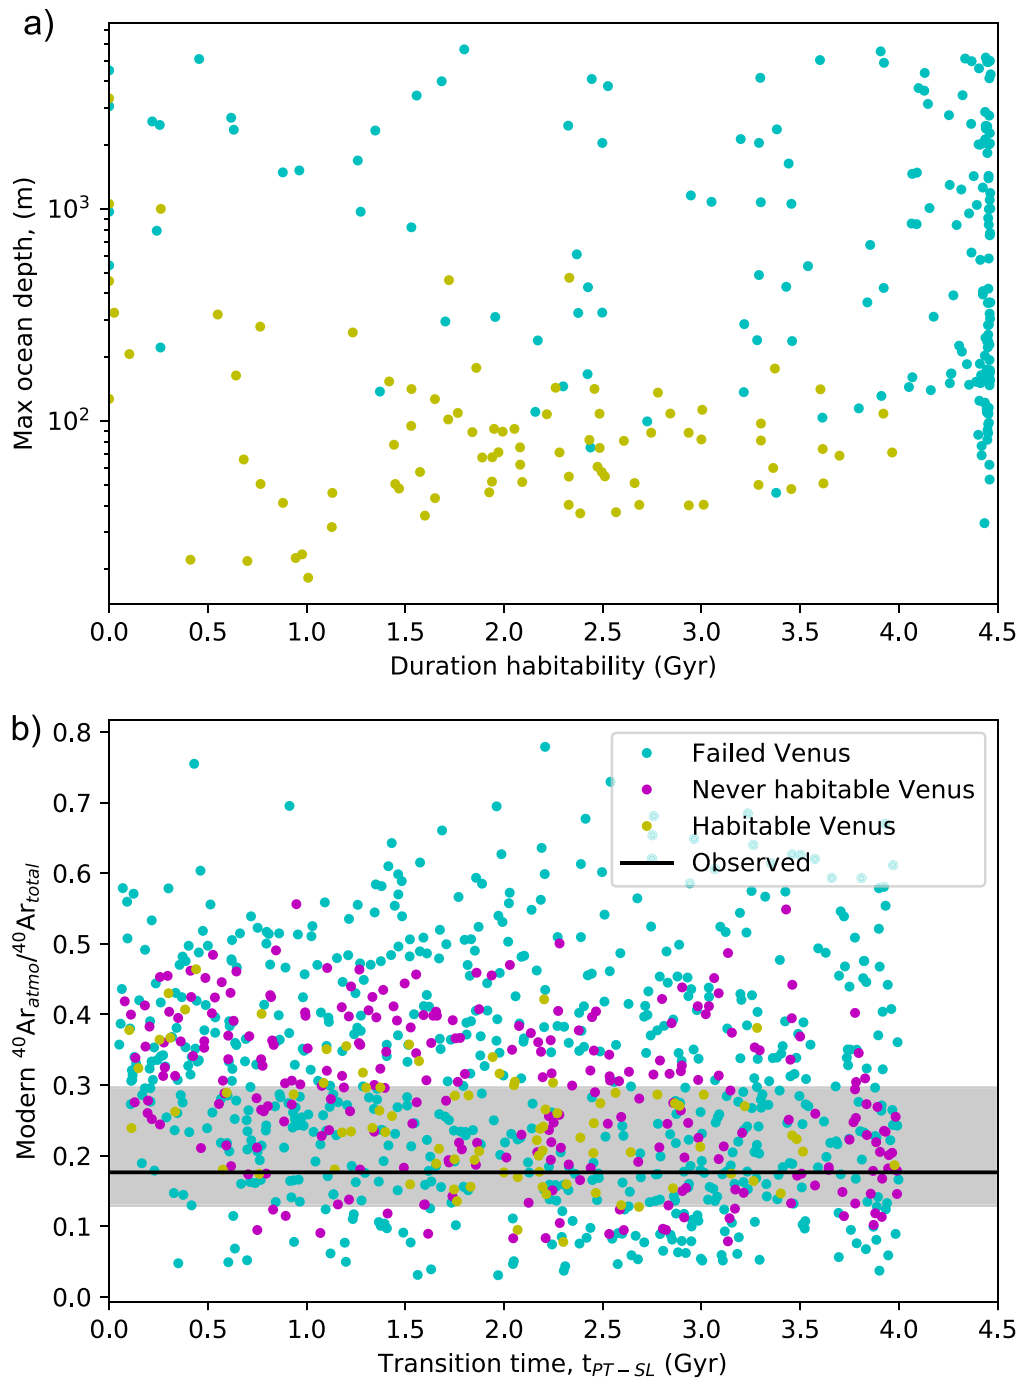 a)
Max ocean depth, (m)
10³
10²
0.0 0.5 1.0 1.5 2.0 2.5 3.0 3.5 4.0 4.5
Duration habitability (Gyr)
b)
Modern ⁴⁰Ar_atmo/⁴⁰Ar_total
0.8
0.7
0.6
0.5
0.4
0.3
0.2
0.1
0.0
Failed Venus
Never habitable Venus
Habitable Venus
Observed
0.0 0.5 1.0 1.5 2.0 2.5 3.0 3.5 4.0 4.5
Transition time, t_PT−SL (Gyr)